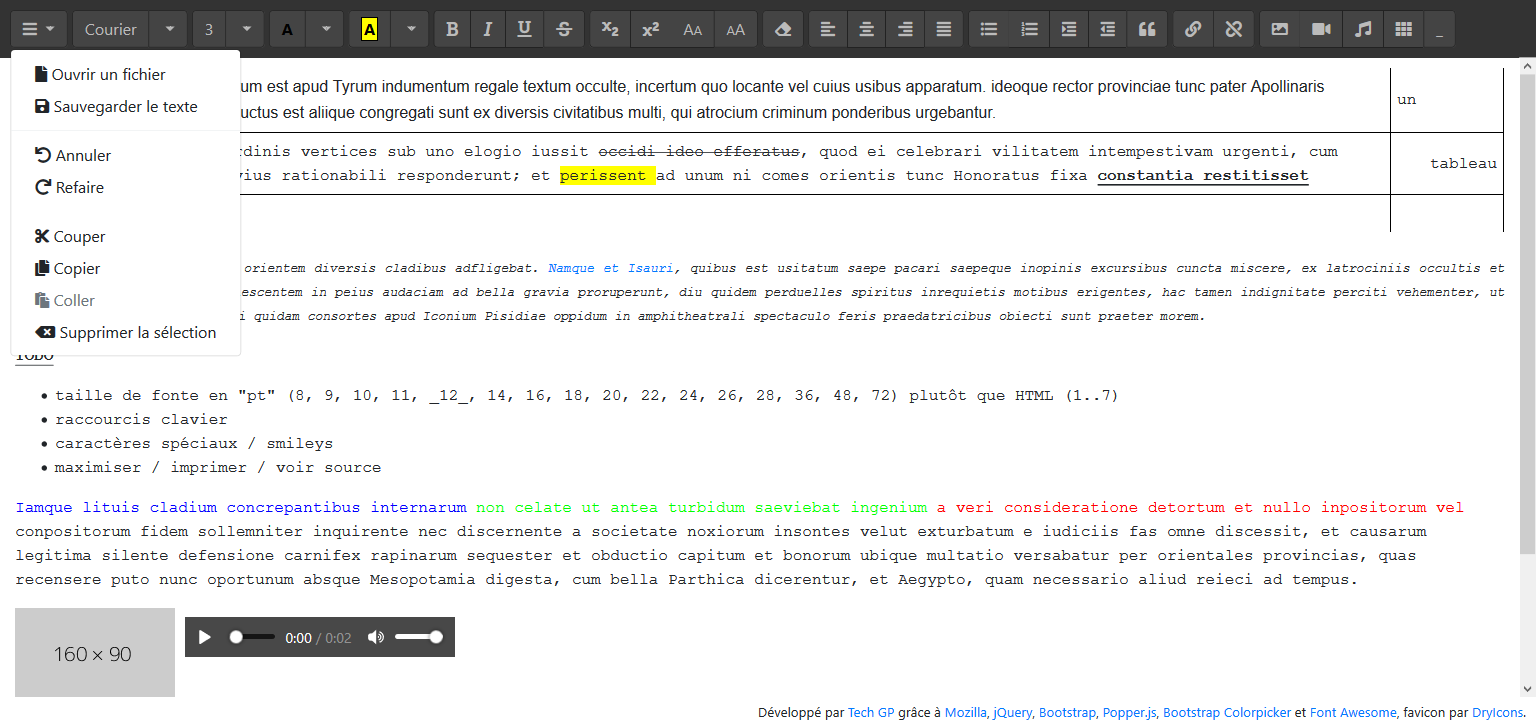 Courier 3 A A B I U S X2 x2 AA AA _
Ouvrir un fichier
Sauvegarder le texte
Annuler
Refaire
Couper
Copier
Coller
Supprimer la sélection
um est apud Tyrum indumentum regale textum occulte, incertum quo locante vel cuius usibus apparatum. ideoque rector provinciae tunc pater Apollinaris
uctus est aliique congregati sunt ex diversis civitatibus multi, qui atrocium criminum ponderibus urgebantur.
un
rdinis vertices sub uno elogio iussit occidi ideo efferatus, quod ei celebrari vilitatem intempestivam urgenti, cum
vius rationabili responderunt; et perissent ad unum ni comes orientis tunc Honoratus fixa constantia restitisset
tableau
orientem diversis cladibus adfligebat. Namque et Isauri, quibus est usitatum saepe pacari saepeque inopinis excursibus cuncta miscere, ex latrociniis occultis et
escentem in peius audaciam ad bella gravia proruperunt, diu quidem perduelles spiritus inrequietis motibus erigentes, hac tamen indignitate perciti vehementer, ut
i quidam consortes apud Iconium Pisidiae oppidum in amphitheatrali spectaculo feris praedatricibus obiecti sunt praeter morem.
TODO
• taille de fonte en "pt" (8, 9, 10, 11, _12_, 14, 16, 18, 20, 22, 24, 26, 28, 36, 48, 72) plutôt que HTML (1..7)
• raccourcis clavier
• caractères spéciaux / smileys
• maximiser / imprimer / voir source
Iamque lituis cladium concrepantibus internarum non celate ut antea turbidum saeviebat ingenium a veri consideratione detortum et nullo inpositorum vel
conpositorum fidem sollemniter inquirente nec discernente a societate noxiorum insontes velut exturbatum e iudiciis fas omne discessit, et causarum
legitima silente defensione carnifex rapinarum sequester et obductio capitum et bonorum ubique multatio versabatur per orientales provincias, quas
recensere puto nunc oportunum absque Mesopotamia digesta, cum bella Parthica dicerentur, et Aegypto, quam necessario aliud reieci ad tempus.
160 × 90
0:00 / 0:02
Développé par Tech GP grâce à Mozilla, jQuery, Bootstrap, Popper.js, Bootstrap Colorpicker et Font Awesome, favicon par DryIcons.